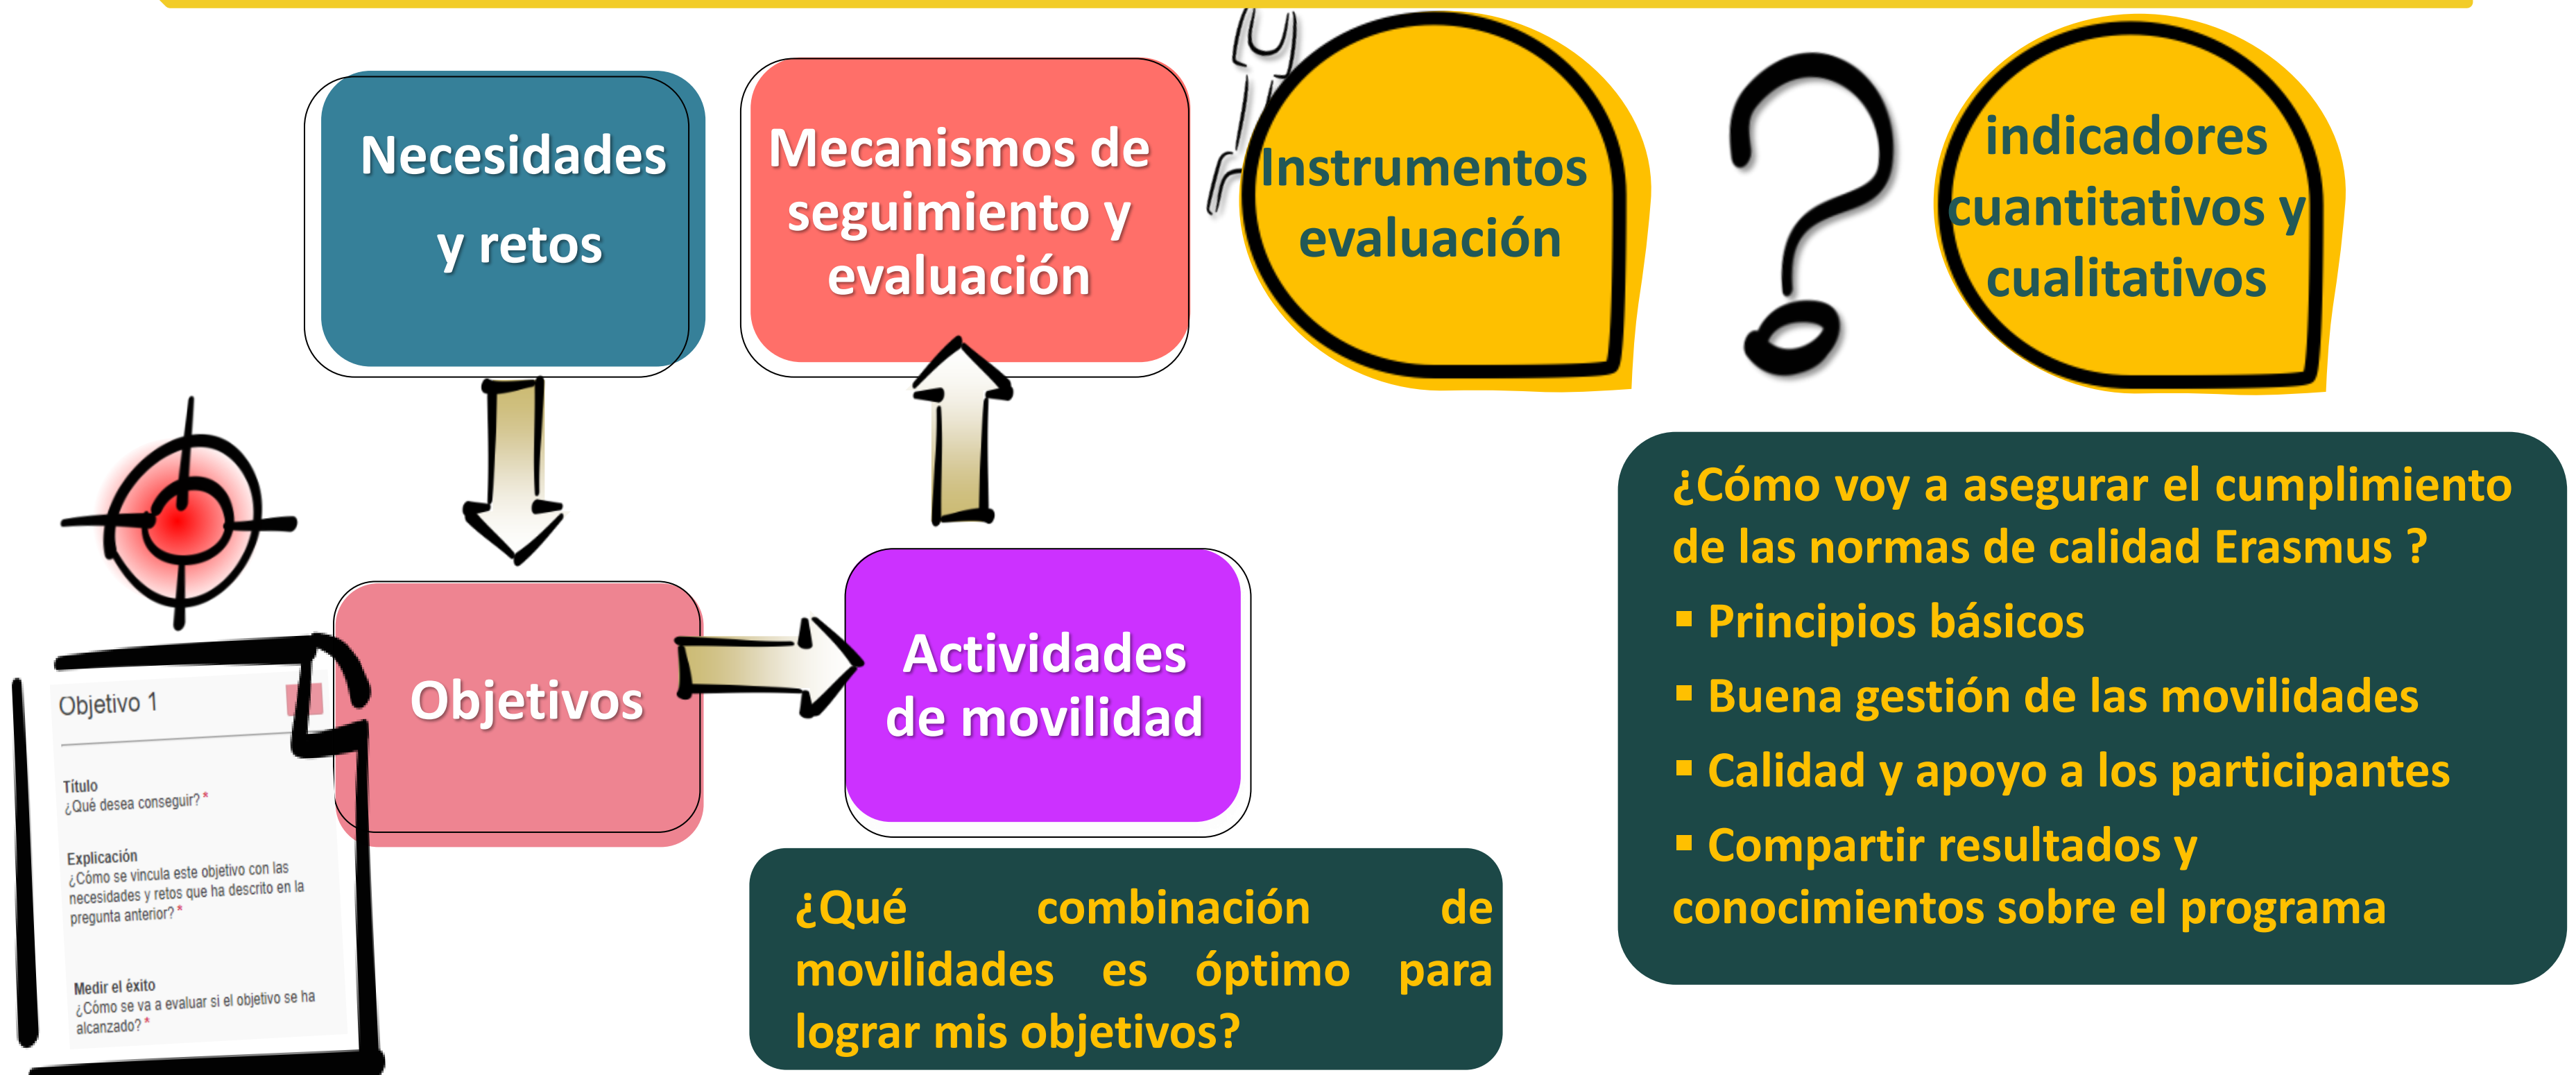 Necesidades
y retos
Mecanismos de
seguimiento y
evaluación
Instrumentos
evaluación
indicadores
cuantitativos y
cualitativos
Objetivo 1
Título
¿Qué desea conseguir? *
Explicación
¿Cómo se vincula este objetivo con las
necesidades y retos que ha descrito en la
pregunta anterior? *
Medir el éxito
¿Cómo se va a evaluar si el objetivo se ha
alcanzado? *
Objetivos
Actividades
de movilidad
¿Qué combinación de
movilidades es óptimo para
lograr mis objetivos?
¿Cómo voy a asegurar el cumplimiento
de las normas de calidad Erasmus ?
▪ Principios básicos
▪ Buena gestión de las movilidades
▪ Calidad y apoyo a los participantes
▪ Compartir resultados y
conocimientos sobre el programa